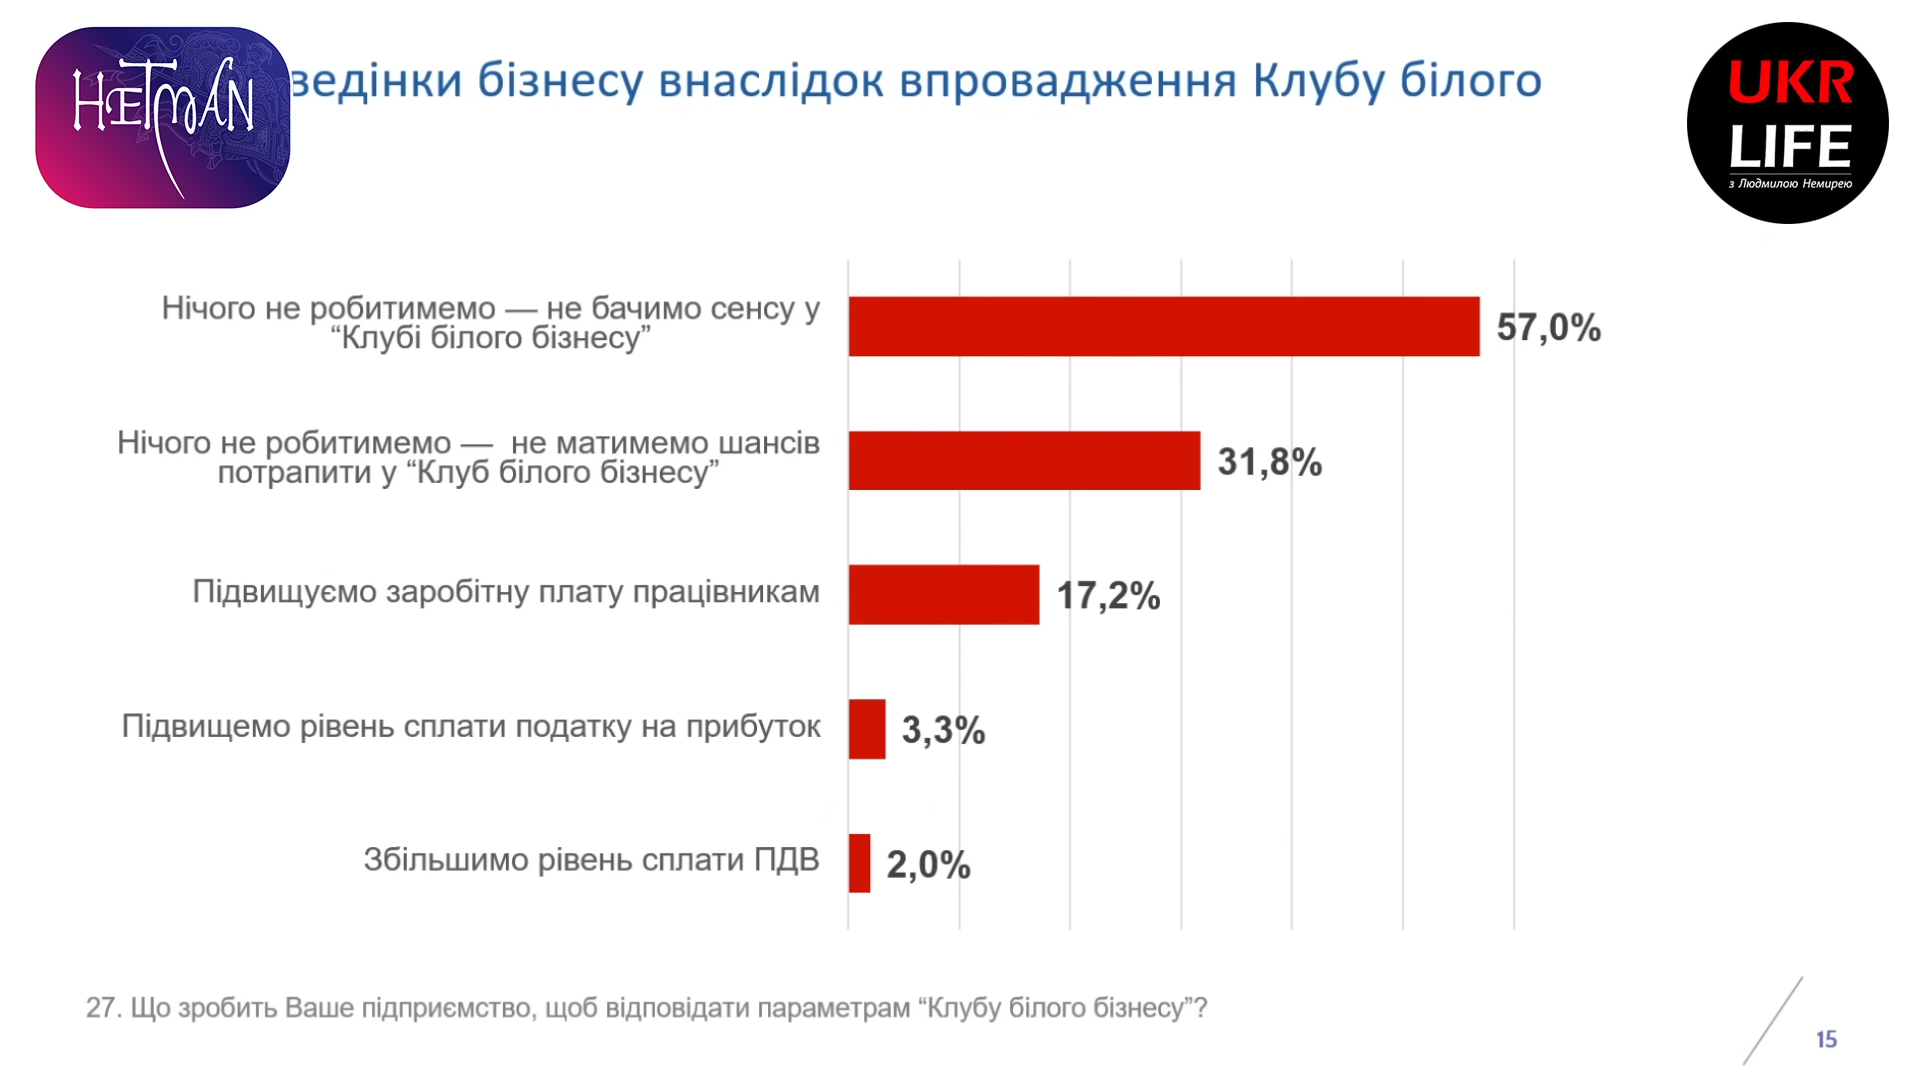 HETMAN
ведінки бізнесу внаслідок впровадження Клубу білого
UKR
LIFE
з Людмилою Немирею
Нічого не робитимемо — не бачимо сенсу у
“Клубі білого бізнесу”
57,0%
Нічого не робитимемо — не матимемо шансів
потрапити у “Клуб білого бізнесу”
31,8%
Підвищуємо заробітну плату працівникам
17,2%
Підвищемо рівень сплати податку на прибуток
3,3%
Збільшимо рівень сплати ПДВ
2,0%
27. Що зробить Ваше підприємство, щоб відповідати параметрам “Клубу білого бізнесу”?
15